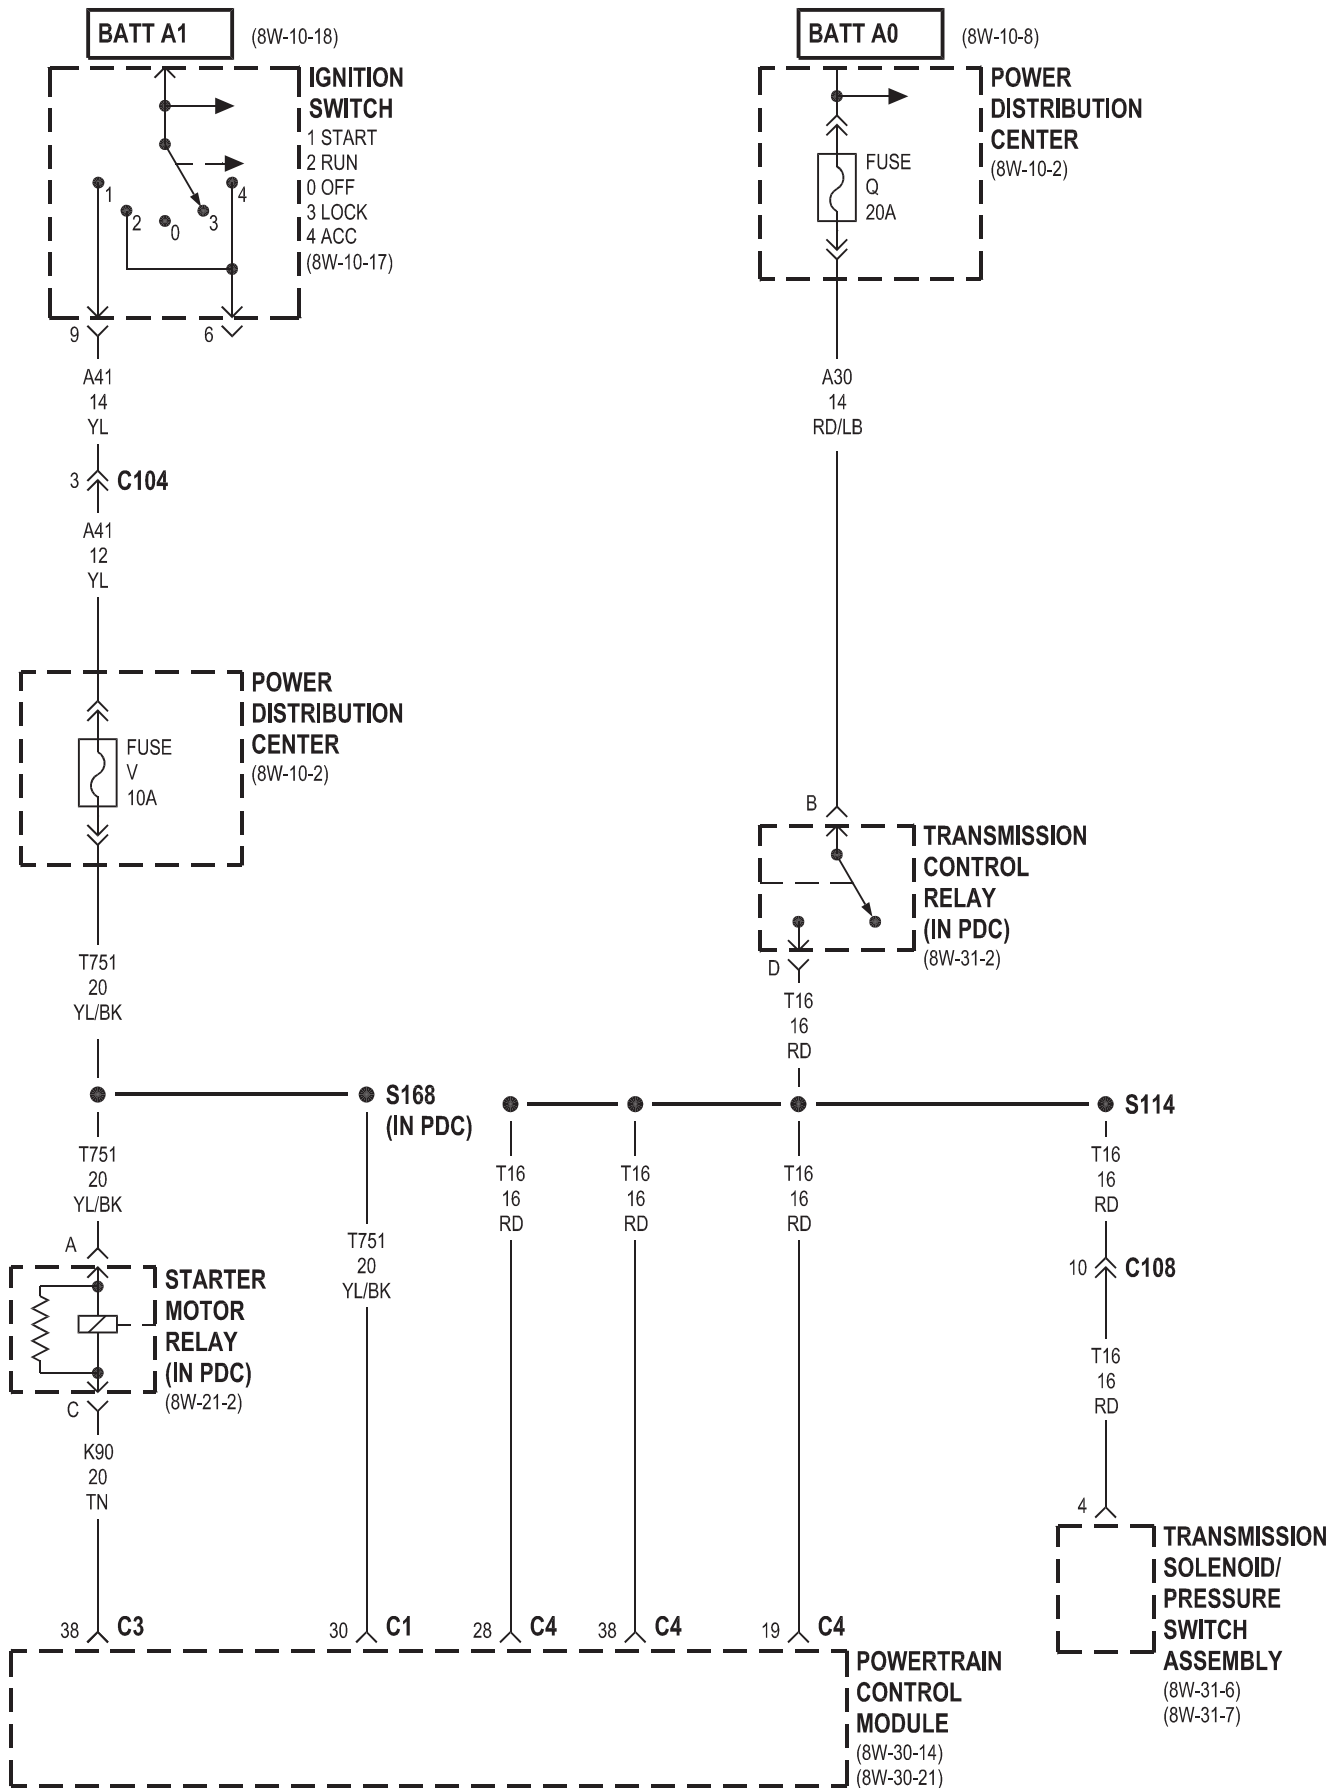 BATT A1
(8W-10-18)
IGNITION
SWITCH
1 START
2 RUN
0 OFF
3 LOCK
4 ACC
(8W-10-17)
1
2
0
3
4
9
6
A41
14
YL
3
C104
A41
12
YL
POWER
DISTRIBUTION
CENTER
(8W-10-2)
FUSE
V
10A
T751
20
YL/BK
S168
(IN PDC)
T751
20
YL/BK
A
STARTER
MOTOR
RELAY
(IN PDC)
(8W-21-2)
C
K90
20
TN
38
C3
T751
20
YL/BK
30
C1
BATT A0
(8W-10-8)
POWER
DISTRIBUTION
CENTER
(8W-10-2)
FUSE
Q
20A
A30
14
RD/LB
B
TRANSMISSION
CONTROL
RELAY
(IN PDC)
(8W-31-2)
D
T16
16
RD
S114
T16
16
RD
28
C4
T16
16
RD
38
C4
T16
16
RD
19
C4
T16
16
RD
10
C108
T16
16
RD
4
TRANSMISSION
SOLENOID/
PRESSURE
SWITCH
ASSEMBLY
(8W-31-6)
(8W-31-7)
POWERTRAIN
CONTROL
MODULE
(8W-30-14)
(8W-30-21)